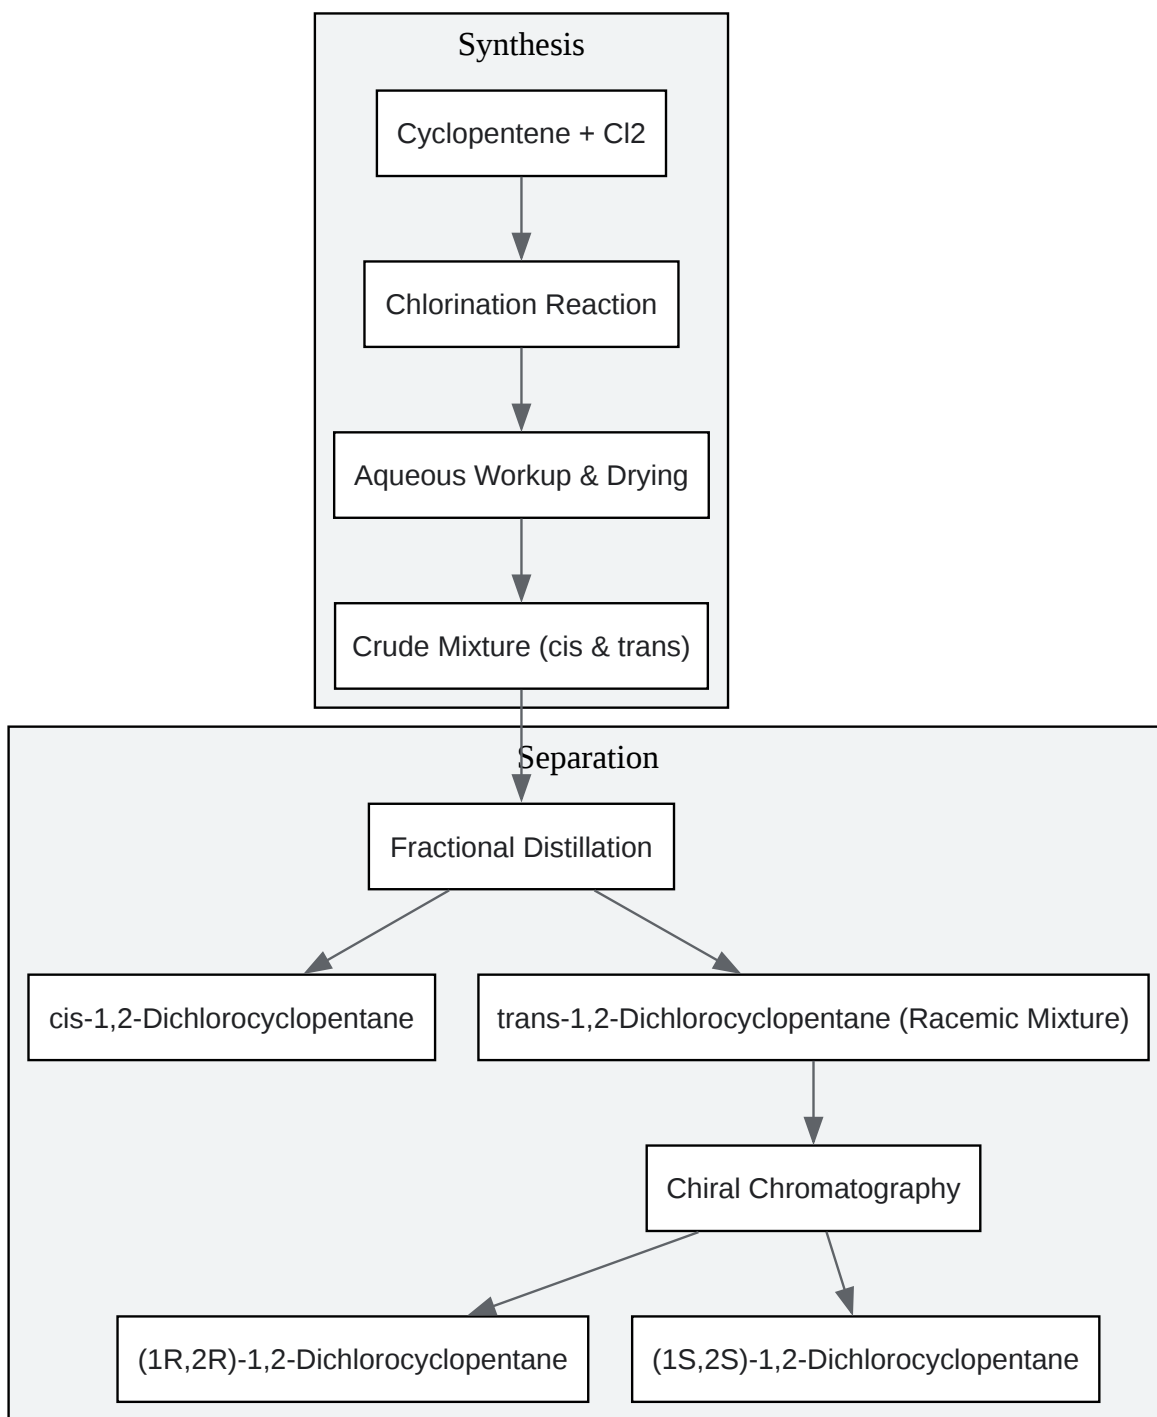 Synthesis
Cyclopentene + Cl2
Chlorination Reaction
Aqueous Workup & Drying
Crude Mixture (cis & trans)
Separation
Fractional Distillation
cis-1,2-Dichlorocyclopentane
trans-1,2-Dichlorocyclopentane (Racemic Mixture)
Chiral Chromatography
(1R,2R)-1,2-Dichlorocyclopentane
(1S,2S)-1,2-Dichlorocyclopentane